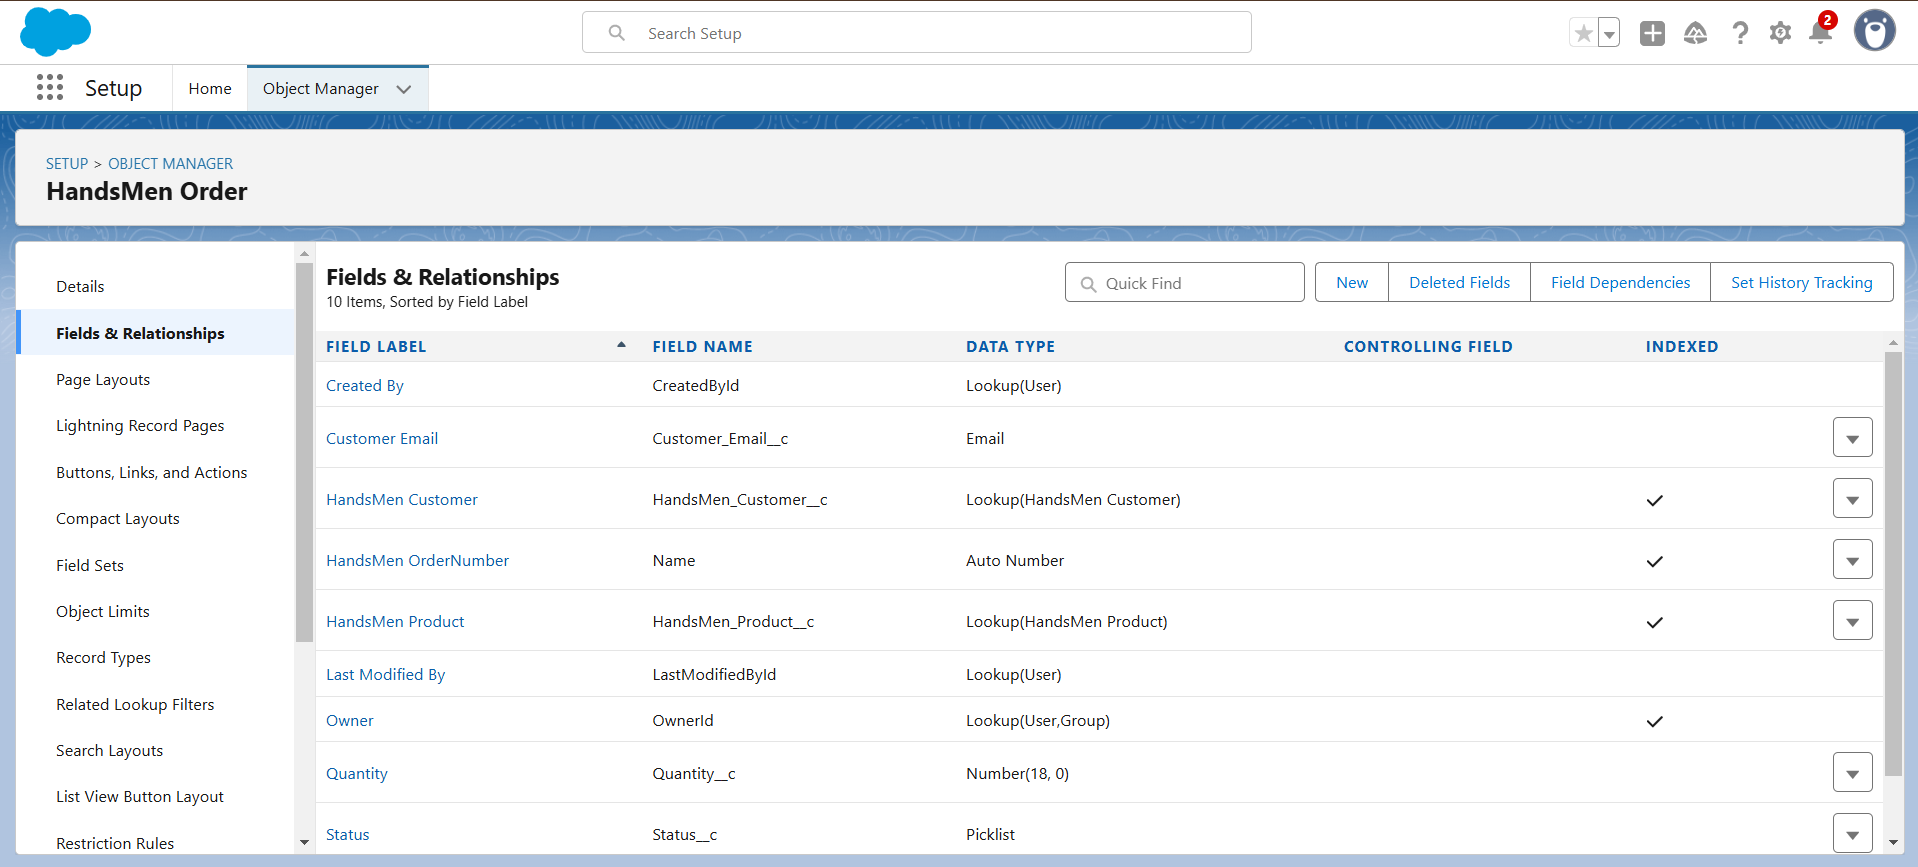 Search Setup
2
Setup
Home
Object Manager
SETUP > OBJECT MANAGER
HandsMen Order
Details
Fields & Relationships
Page Layouts
Lightning Record Pages
Buttons, Links, and Actions
Compact Layouts
Field Sets
Object Limits
Record Types
Related Lookup Filters
Search Layouts
List View Button Layout
Restriction Rules
Fields & Relationships
10 Items, Sorted by Field Label
Quick Find
New
Deleted Fields
Field Dependencies
Set History Tracking
FIELD LABEL FIELD NAME DATA TYPE CONTROLLING FIELD INDEXED
Created By CreatedById Lookup(User)
Customer Email Customer_Email__c Email
HandsMen Customer HandsMen_Customer__c Lookup(HandsMen Customer)
HandsMen OrderNumber Name Auto Number
HandsMen Product HandsMen_Product__c Lookup(HandsMen Product)
Last Modified By LastModifiedById Lookup(User)
Owner OwnerId Lookup(User,Group)
Quantity Quantity__c Number(18, 0)
Status Status__c Picklist